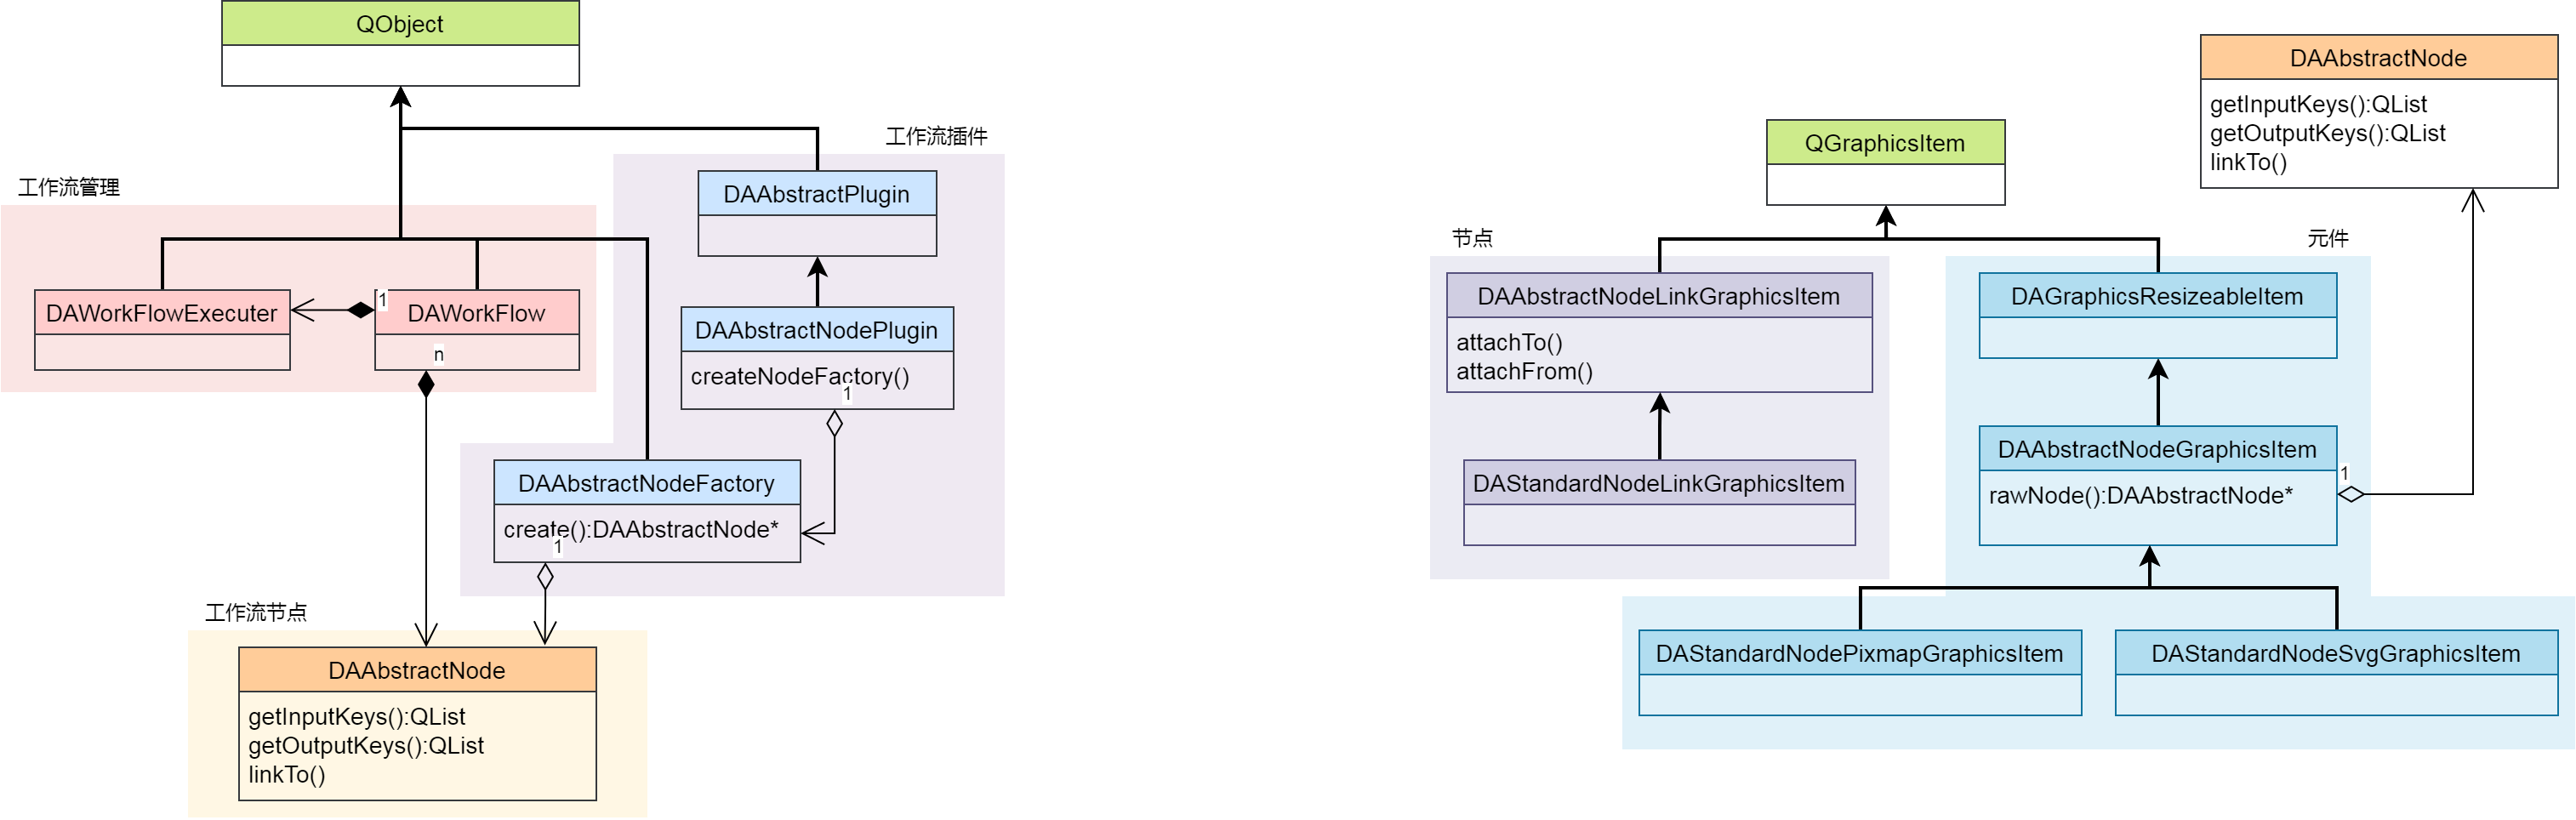 QObject
工作流插件
工作流管理
DAAbstractPlugin
DAWorkFlowExecuter
1
DAWorkFlow
n
DAAbstractNodePlugin
createNodeFactory()
1
DAAbstractNodeFactory
create():DAAbstractNode*
1
工作流节点
DAAbstractNode
getInputKeys():QList
getOutputKeys():QList
linkTo()
DAAbstractNode
getInputKeys():QList
getOutputKeys():QList
linkTo()
QGraphicsItem
节点
元件
DAAbstractNodeLinkGraphicsItem
attachTo()
attachFrom()
DAStandardNodeLinkGraphicsItem
DAGraphicsResizeableItem
DAAbstractNodeGraphicsItem
1
rawNode():DAAbstractNode*
DAStandardNodePixmapGraphicsItem
DAStandardNodeSvgGraphicsItem